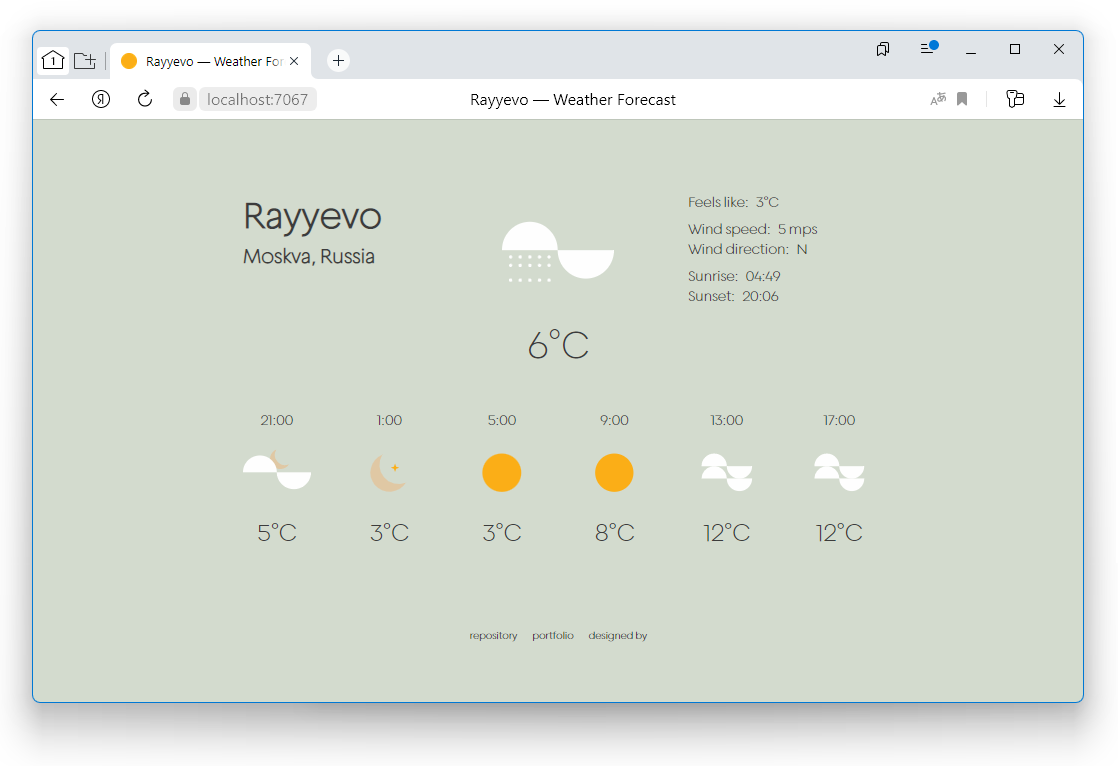 1
Rayyevo — Weather For
Я
localhost:7067
Rayyevo — Weather Forecast
Rayyevo
Moskva, Russia
Feels like: 3°C
Wind speed: 5 mps
Wind direction: N
Sunrise: 04:49
Sunset: 20:06
6°C
21:00 1:00 5:00 9:00 13:00 17:00
5°C 3°C 3°C 8°C 12°C 12°C
repository portfolio designed by